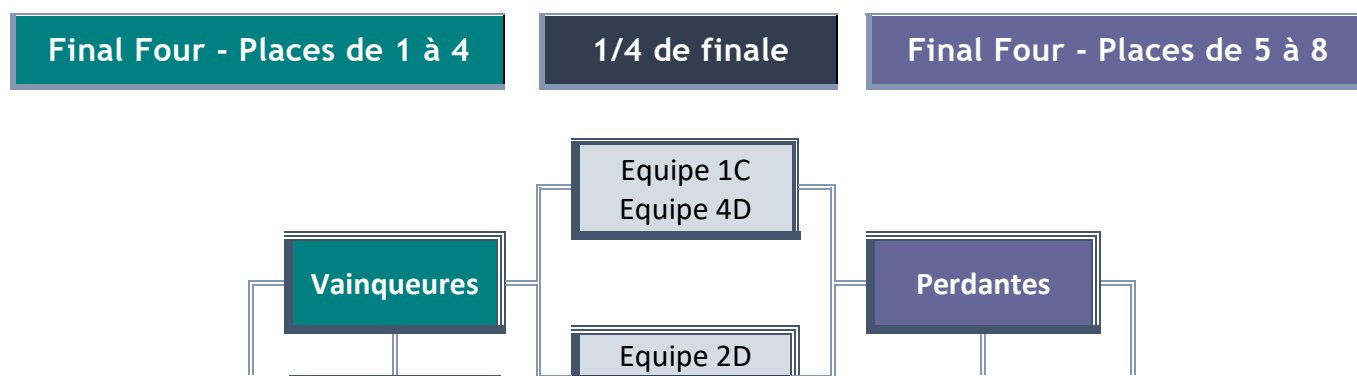 Final Four - Places de 1 à 4
1/4 de finale
Final Four - Places de 5 à 8
Equipe 1C
Equipe 4D
Vainqueures
Perdantes
Equipe 2D